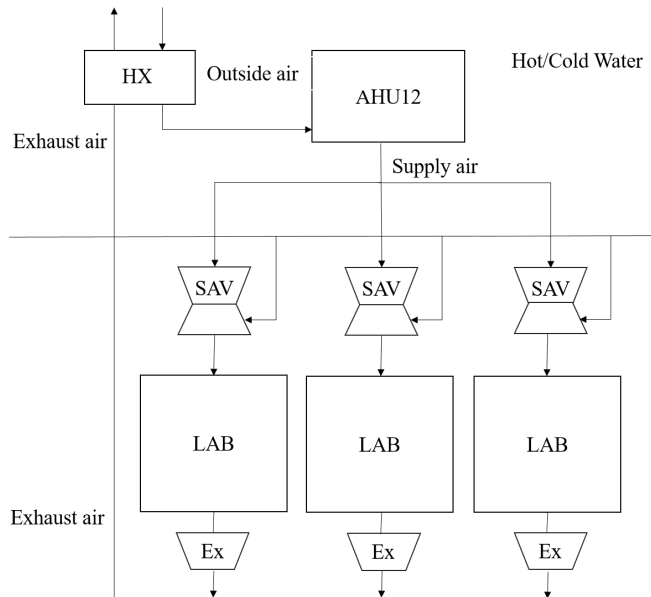 HX
Outside air
AHU12
Hot/Cold Water
Exhaust air
Supply air
SAV
SAV
SAV
LAB
LAB
LAB
Exhaust air
Ex
Ex
Ex